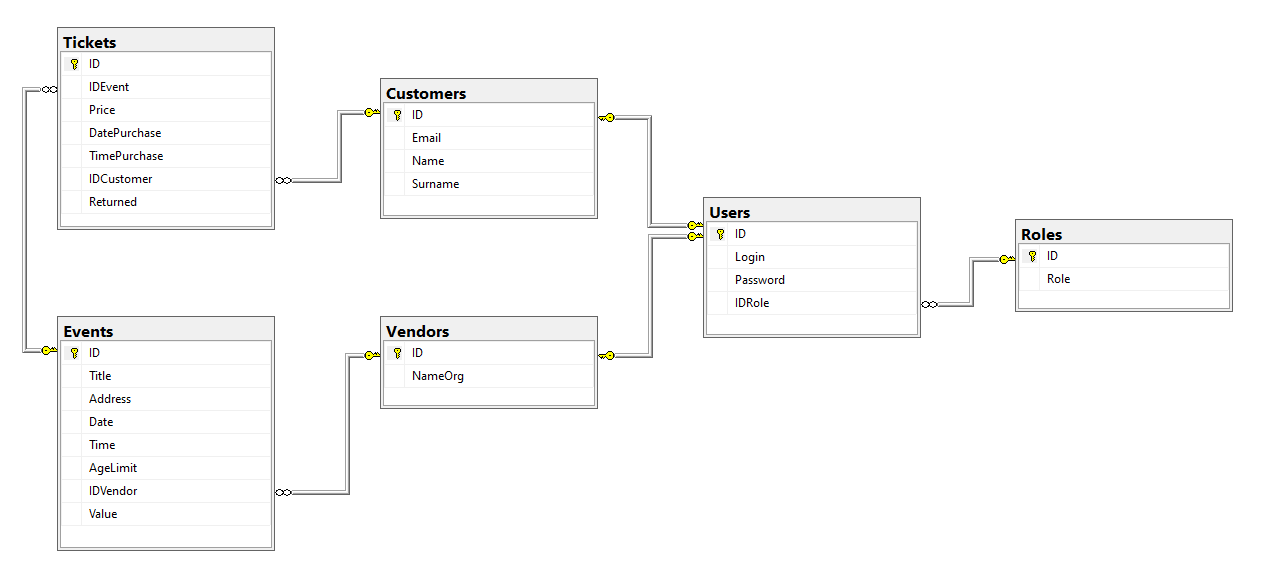 Tickets
ID
IDEvent
Price
DatePurchase
TimePurchase
IDCustomer
Returned
Customers
ID
Email
Name
Surname
Users
ID
Login
Password
IDRole
Roles
ID
Role
Events
ID
Title
Address
Date
Time
AgeLimit
IDVendor
Value
Vendors
ID
NameOrg